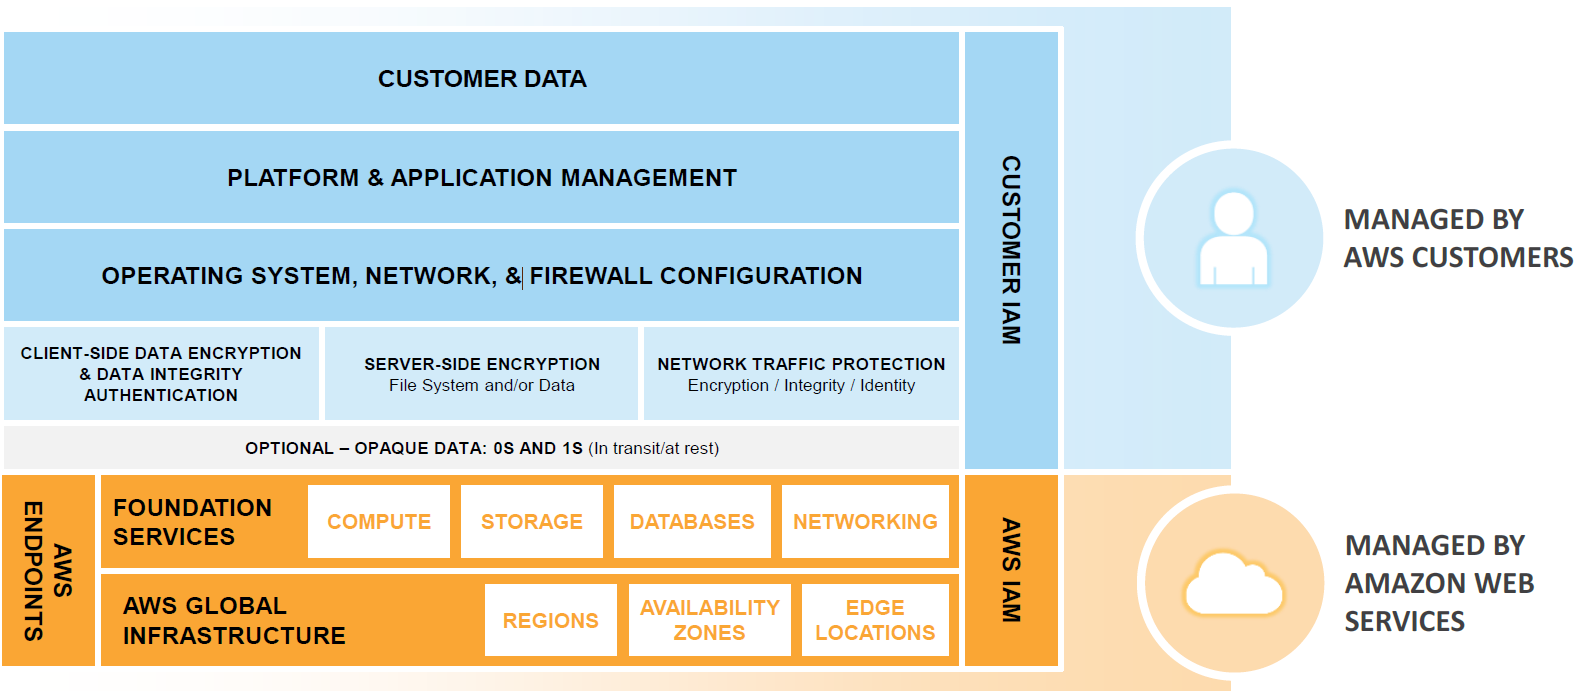 CUSTOMER DATA
PLATFORM & APPLICATION MANAGEMENT
OPERATING SYSTEM, NETWORK, & FIREWALL CONFIGURATION
CLIENT-SIDE DATA ENCRYPTION
& DATA INTEGRITY
AUTHENTICATION
SERVER-SIDE ENCRYPTION
File System and/or Data
NETWORK TRAFFIC PROTECTION
Encryption / Integrity / Identity
OPTIONAL – OPAQUE DATA: 0S AND 1S (In transit/at rest)
CUSTOMER IAM
MANAGED BY
AWS CUSTOMERS
AWS
ENDPOINTS
FOUNDATION
SERVICES
COMPUTE
STORAGE
DATABASES
NETWORKING
AWS GLOBAL
INFRASTRUCTURE
REGIONS
AVAILABILITY
ZONES
EDGE
LOCATIONS
AWS IAM
MANAGED BY
AMAZON WEB
SERVICES